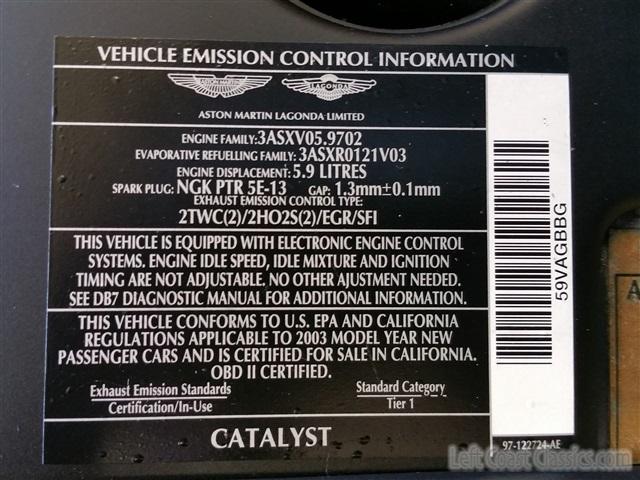 VEHICLE EMISSION CONTROL INFORMATION
ASTON MARTIN LAGONDA
ASTON MARTIN LAGONDA LIMITED
ENGINE FAMILY: 3ASXV05.9702
EVAPORATIVE REFUELLING FAMILY: 3ASXR0121V03
ENGINE DISPLACEMENT: 5.9 LITRES
SPARK PLUG: NGK PTR 5E-13 GAP: 1.3mm±0.1mm
EXHAUST EMISSION CONTROL TYPE:
2TWC(2)/2HO2S(2)/EGR/SFI
THIS VEHICLE IS EQUIPPED WITH ELECTRONIC ENGINE CONTROL
SYSTEMS. ENGINE IDLE SPEED, IDLE MIXTURE AND IGNITION
TIMING ARE NOT ADJUSTABLE. NO OTHER AJUSTMENT NEEDED.
SEE DB7 DIAGNOSTIC MANUAL FOR ADDITIONAL INFORMATION.
THIS VEHICLE CONFORMS TO U.S. EPA AND CALIFORNIA
REGULATIONS APPLICABLE TO 2003 MODEL YEAR NEW
PASSENGER CARS AND IS CERTIFIED FOR SALE IN CALIFORNIA.
OBD II CERTIFIED.
Exhaust Emission Standards Standard Category
Certification/In-Use Tier 1
CATALYST
59VAGBBG
97-122724-AE
A
Left Coast Classics.com